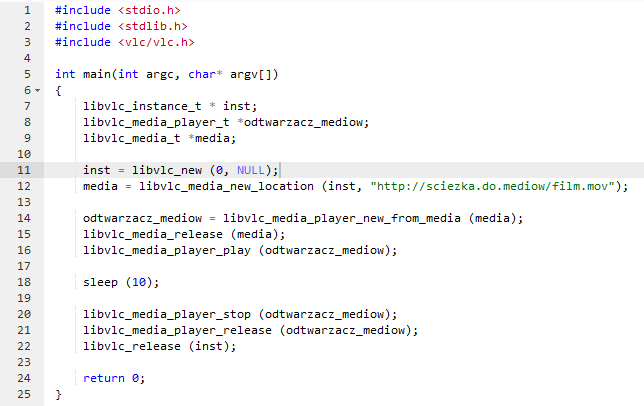 1 #include <stdio.h>
2 #include <stdlib.h>
3 #include <vlc/vlc.h>
4
5 int main(int argc, char* argv[])
6 {
7 libvlc_instance_t * inst;
8 libvlc_media_player_t *odtwarzacz_mediow;
9 libvlc_media_t *media;
10
11 inst = libvlc_new (0, NULL);
12 media = libvlc_media_new_location (inst, "http://sciezka.do.mediow/film.mov");
13
14 odtwarzacz_mediow = libvlc_media_player_new_from_media (media);
15 libvlc_media_release (media);
16 libvlc_media_player_play (odtwarzacz_mediow);
17
18 sleep (10);
19
20 libvlc_media_player_stop (odtwarzacz_mediow);
21 libvlc_media_player_release (odtwarzacz_mediow);
22 libvlc_release (inst);
23
24 return 0;
25 }